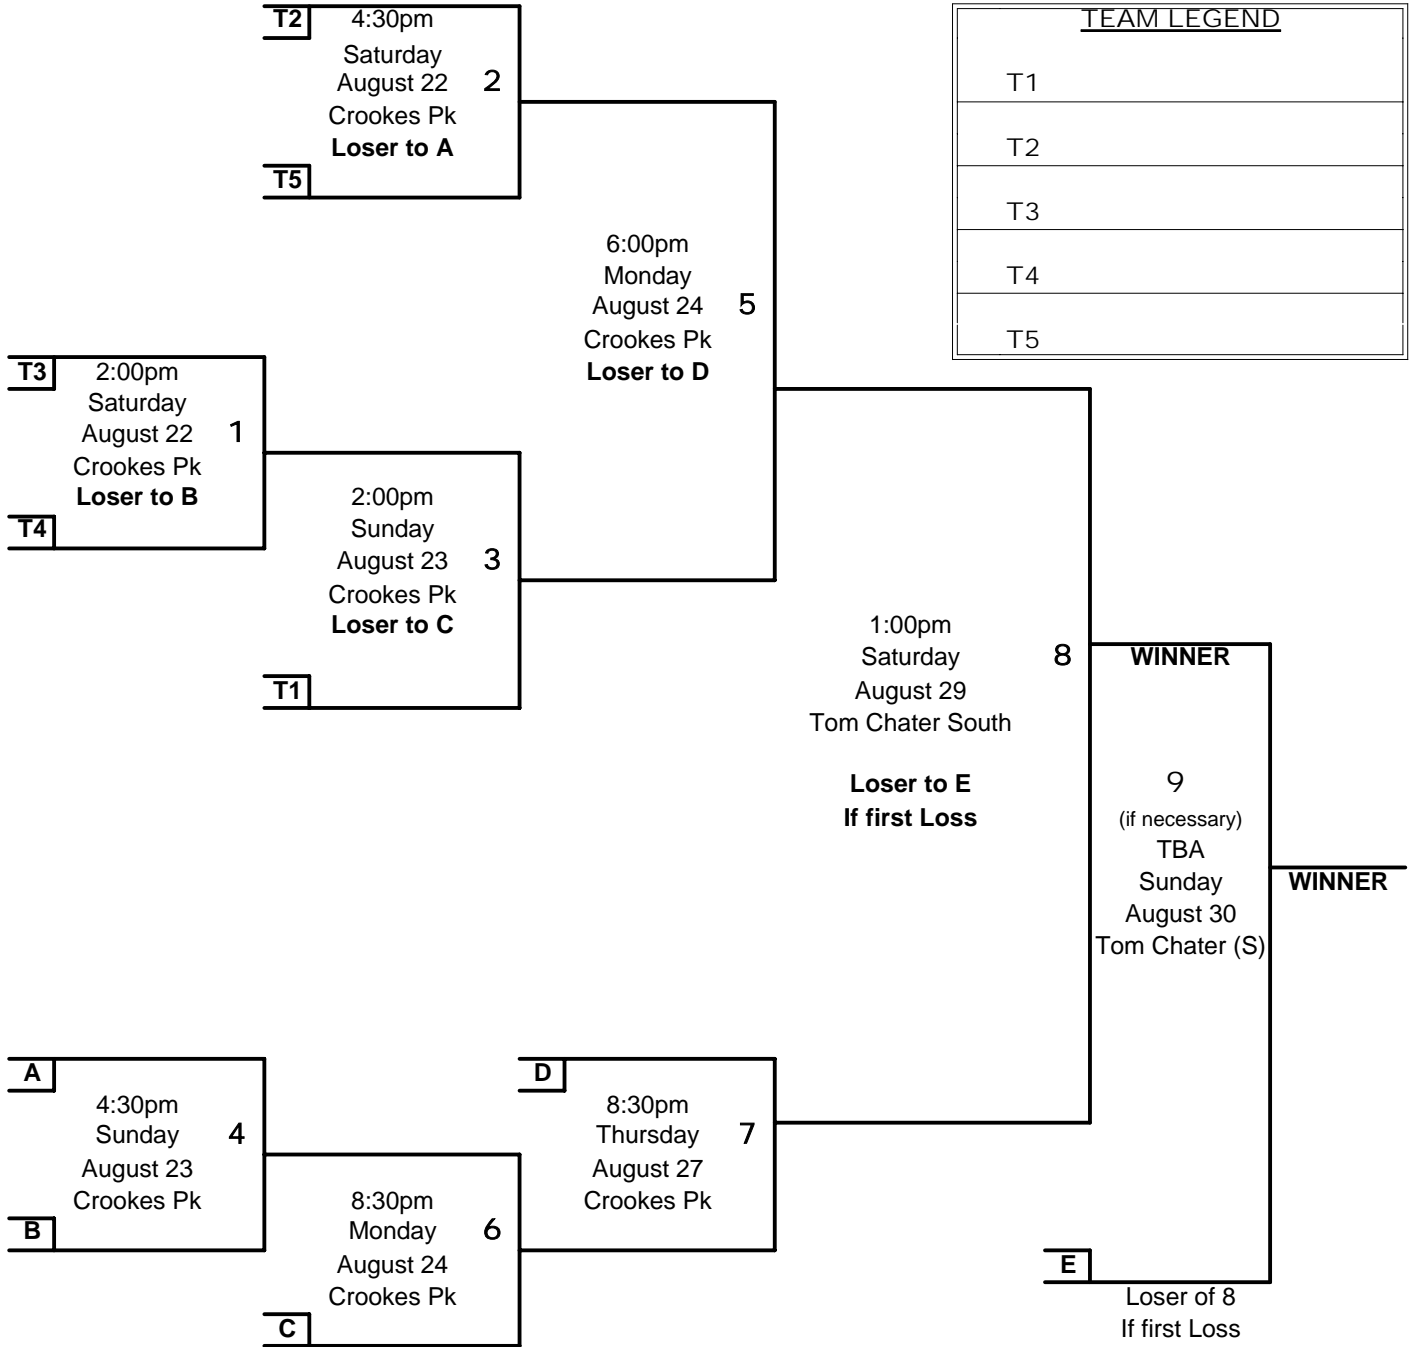 T2
4:30pm
Saturday
August 22
2
Crookes Pk
Loser to A
T5
TEAM LEGEND
T1
T2
T3
T4
T5
6:00pm
Monday
August 24
5
Crookes Pk
Loser to D
T3
2:00pm
Saturday
August 22
1
Crookes Pk
Loser to B
T4
2:00pm
Sunday
August 23
3
Crookes Pk
Loser to C
T1
1:00pm
Saturday
8
August 29
Tom Chater South
Loser to E
If first Loss
WINNER
9
(if necessary)
TBA
Sunday
August 30
Tom Chater (S)
WINNER
A
4:30pm
Sunday
4
August 23
Crookes Pk
B
8:30pm
Monday
6
August 24
Crookes Pk
C
D
8:30pm
Thursday
7
August 27
Crookes Pk
E
Loser of 8
If first Loss